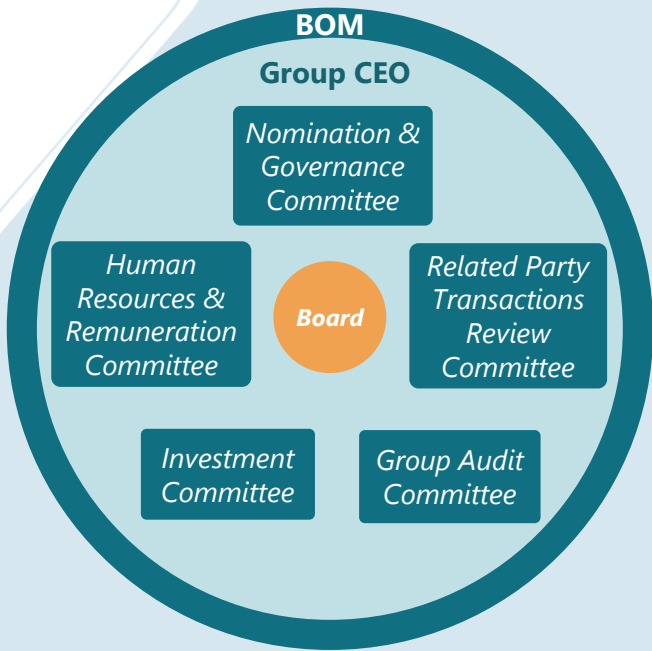 BOM
Group CEO
Nomination &
Governance
Committee
Human
Resources &
Remuneration
Committee
Board
Related Party
Transactions
Review
Committee
Investment
Committee
Group Audit
Committee